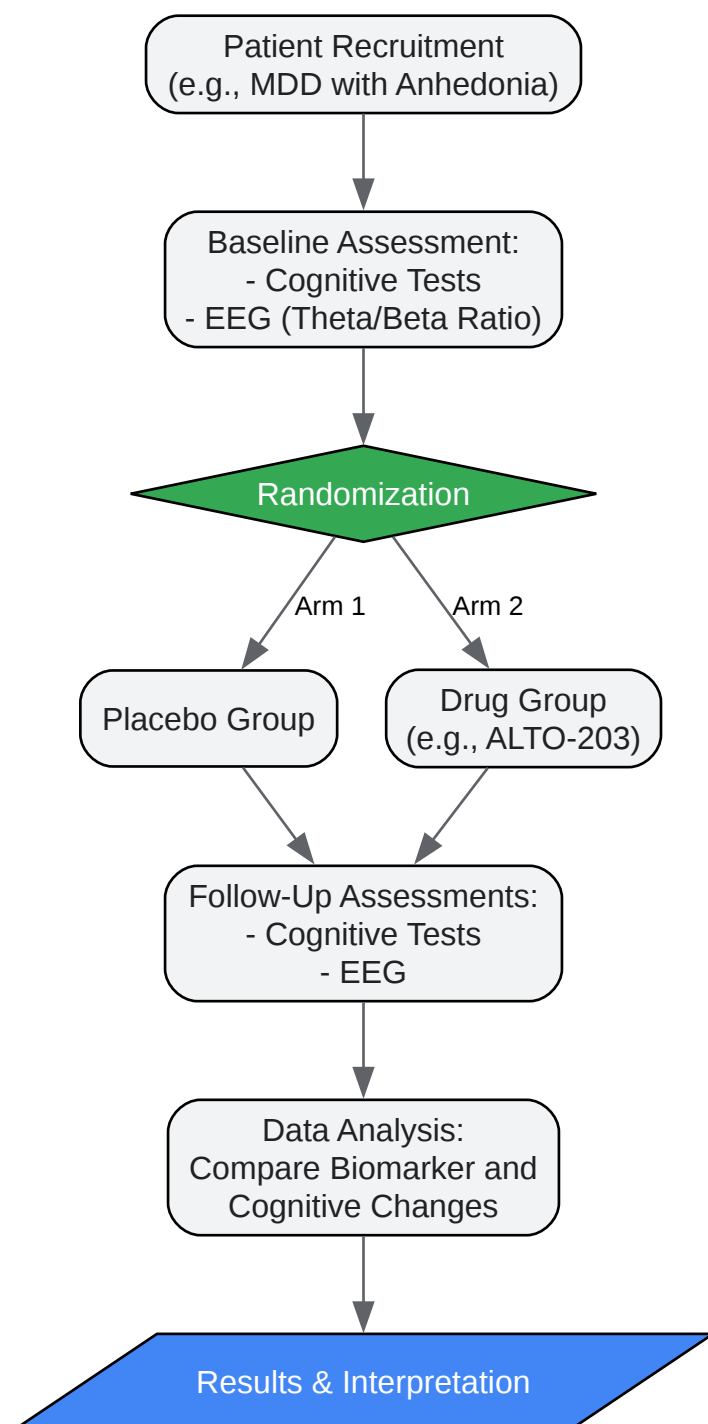 Patient Recruitment
(e.g., MDD with Anhedonia)
Baseline Assessment:
- Cognitive Tests
- EEG (Theta/Beta Ratio)
Randomization
Arm 1
Arm 2
Placebo Group
Drug Group
(e.g., ALTO-203)
Follow-Up Assessments:
- Cognitive Tests
- EEG
Data Analysis:
Compare Biomarker and
Cognitive Changes
Results & Interpretation